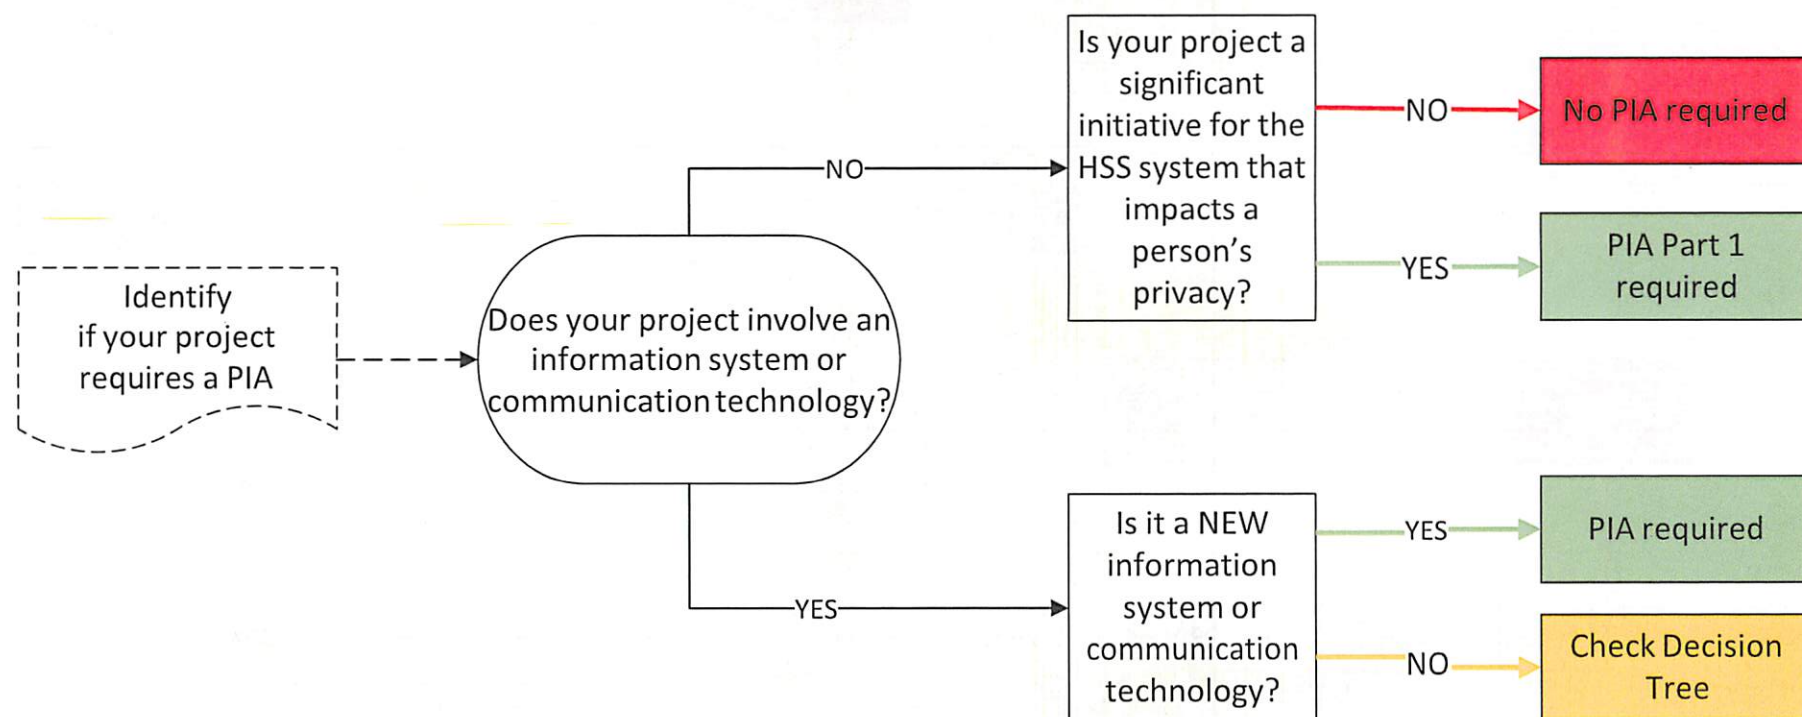 Identify
if your project
requires a PIA
Does your project involve an
information system or
communication technology?
NO
Is your project a
significant
initiative for the
HSS system that
impacts a
person's
privacy?
NO
No PIA required
YES
PIA Part 1
required
YES
Is it a NEW
information
system or
communication
technology?
YES
PIA required
NO
Check Decision
Tree